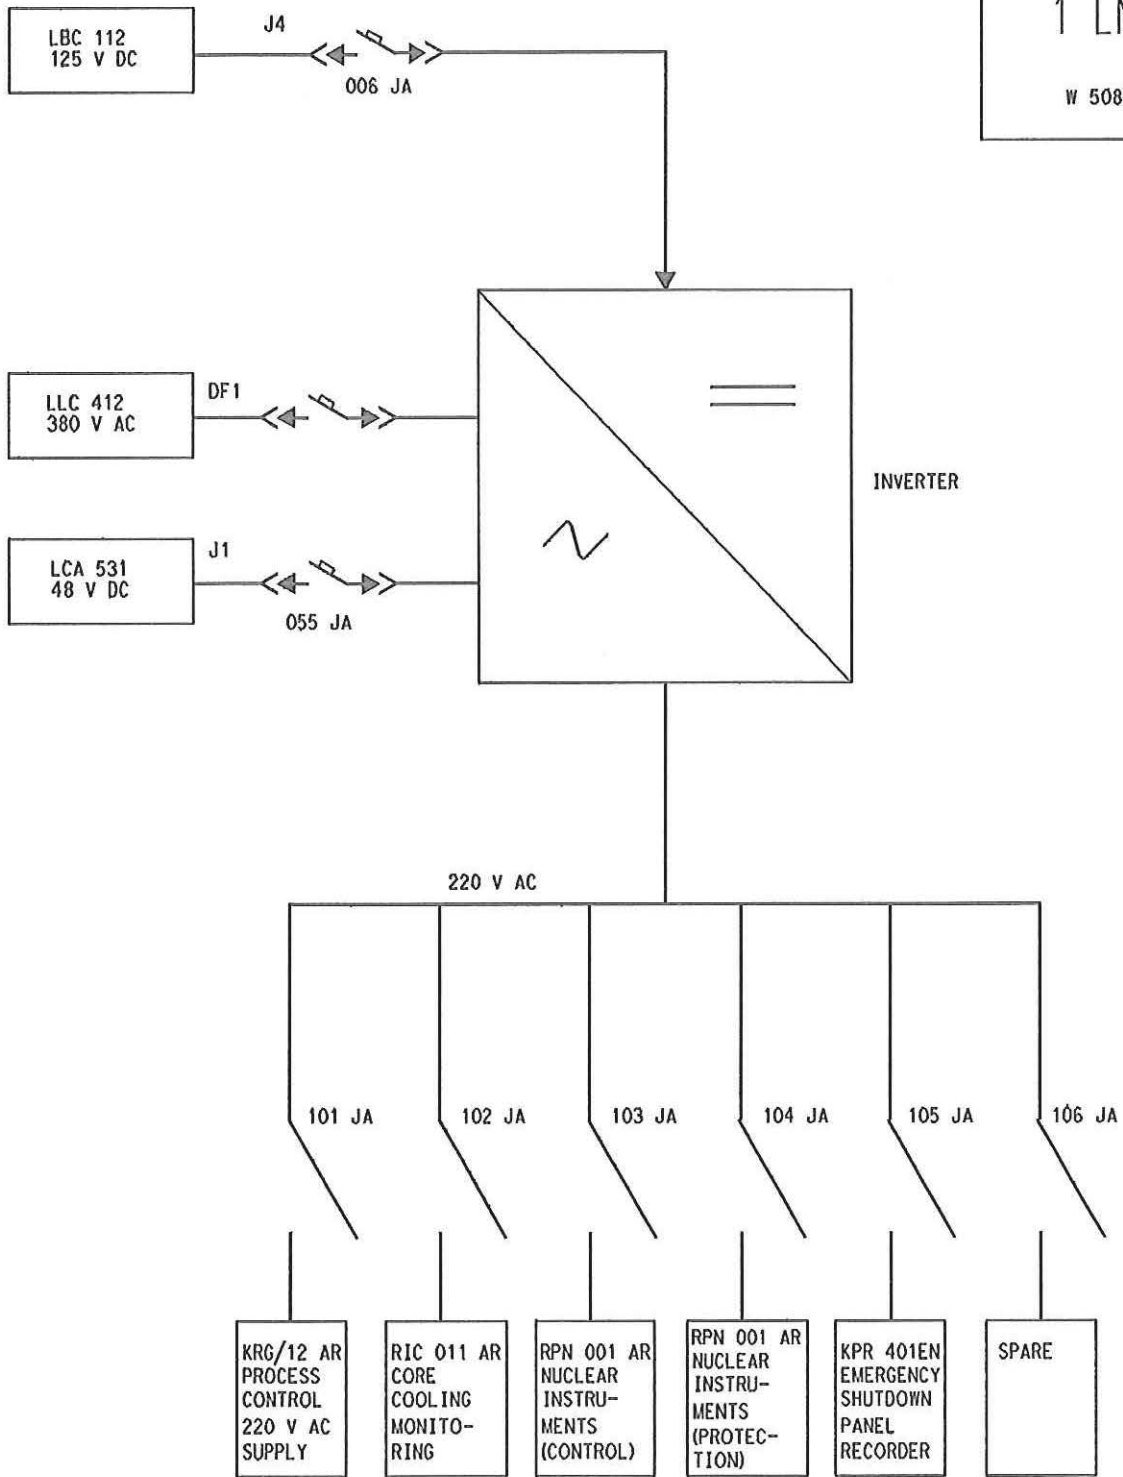 LBC 112
125 V DC
J4
006 JA
1 LN
W 508
LLC 412
380 V AC
DF1
INVERTER
LCA 531
48 V DC
J1
055 JA
220 V AC
101 JA
102 JA
103 JA
104 JA
105 JA
106 JA
KRG/12 AR
PROCESS
CONTROL
220 V AC
SUPPLY
RIC 011 AR
CORE
COOLING
MONITO-
RING
RPN 001 AR
NUCLEAR
INSTRU-
MENTS
(CONTROL)
RPN 001 AR
NUCLEAR
INSTRU-
MENTS
(PROTEC-
TION)
KPR 401EN
EMERGENCY
SHUTDOWN
PANEL
RECORDER
SPARE